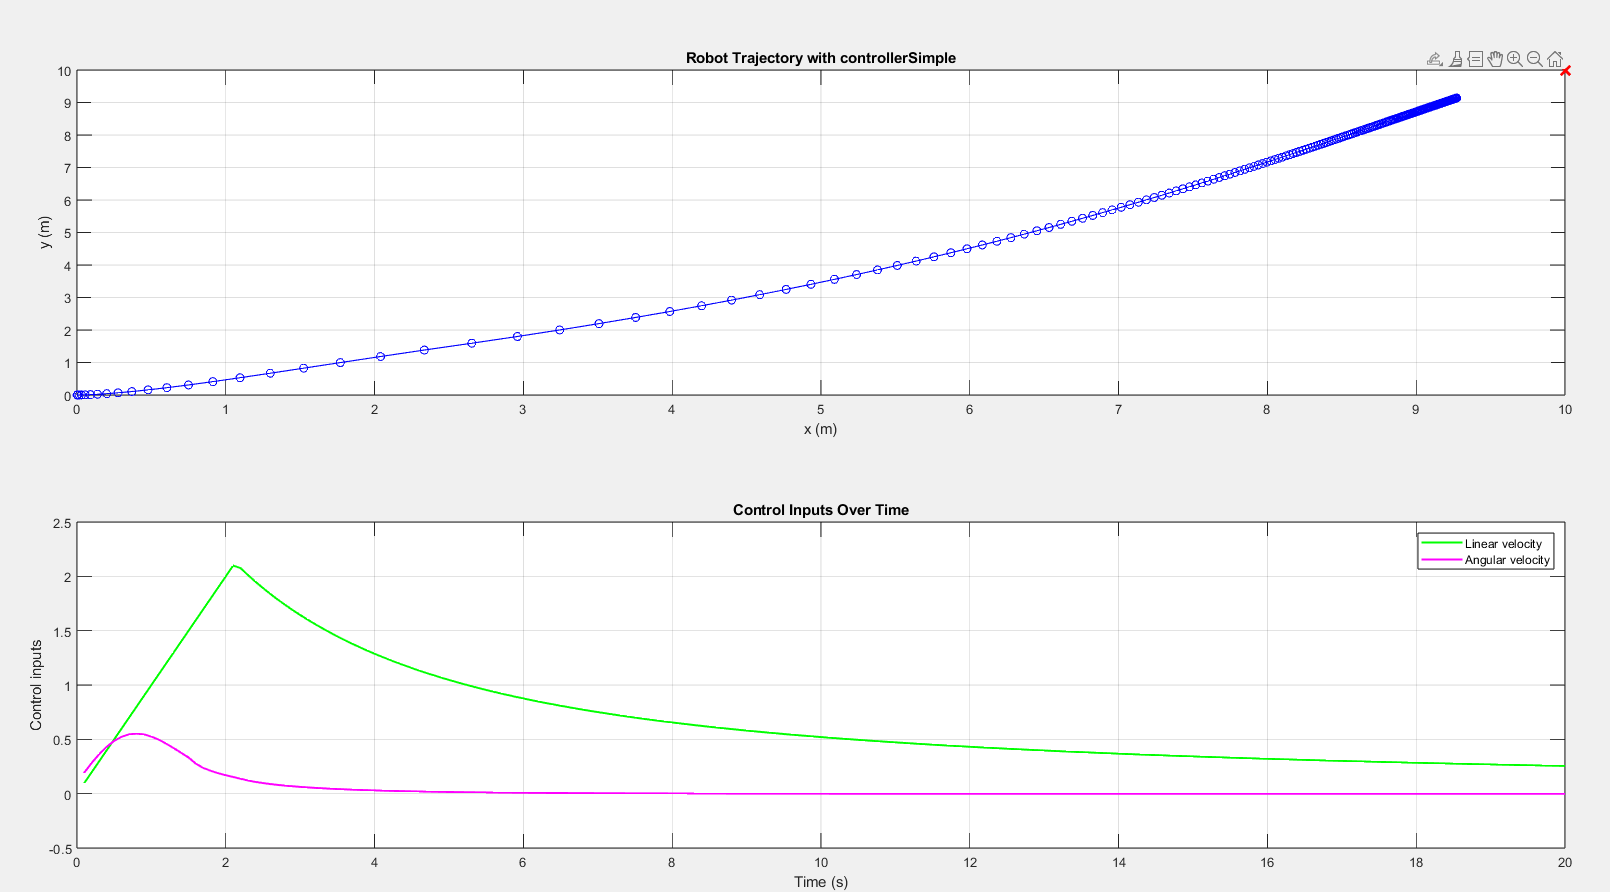 Robot Trajectory with controllerSimple
10
9
8
7
6
5
4
3
2
1
0
y (m)
0 1 2 3 4 5 6 7 8 9 10
x (m)
Control Inputs Over Time
2.5
2
1.5
1
0.5
0
-0.5
Control inputs
Linear velocity
Angular velocity
0 2 4 6 8 10 12 14 16 18 20
Time (s)